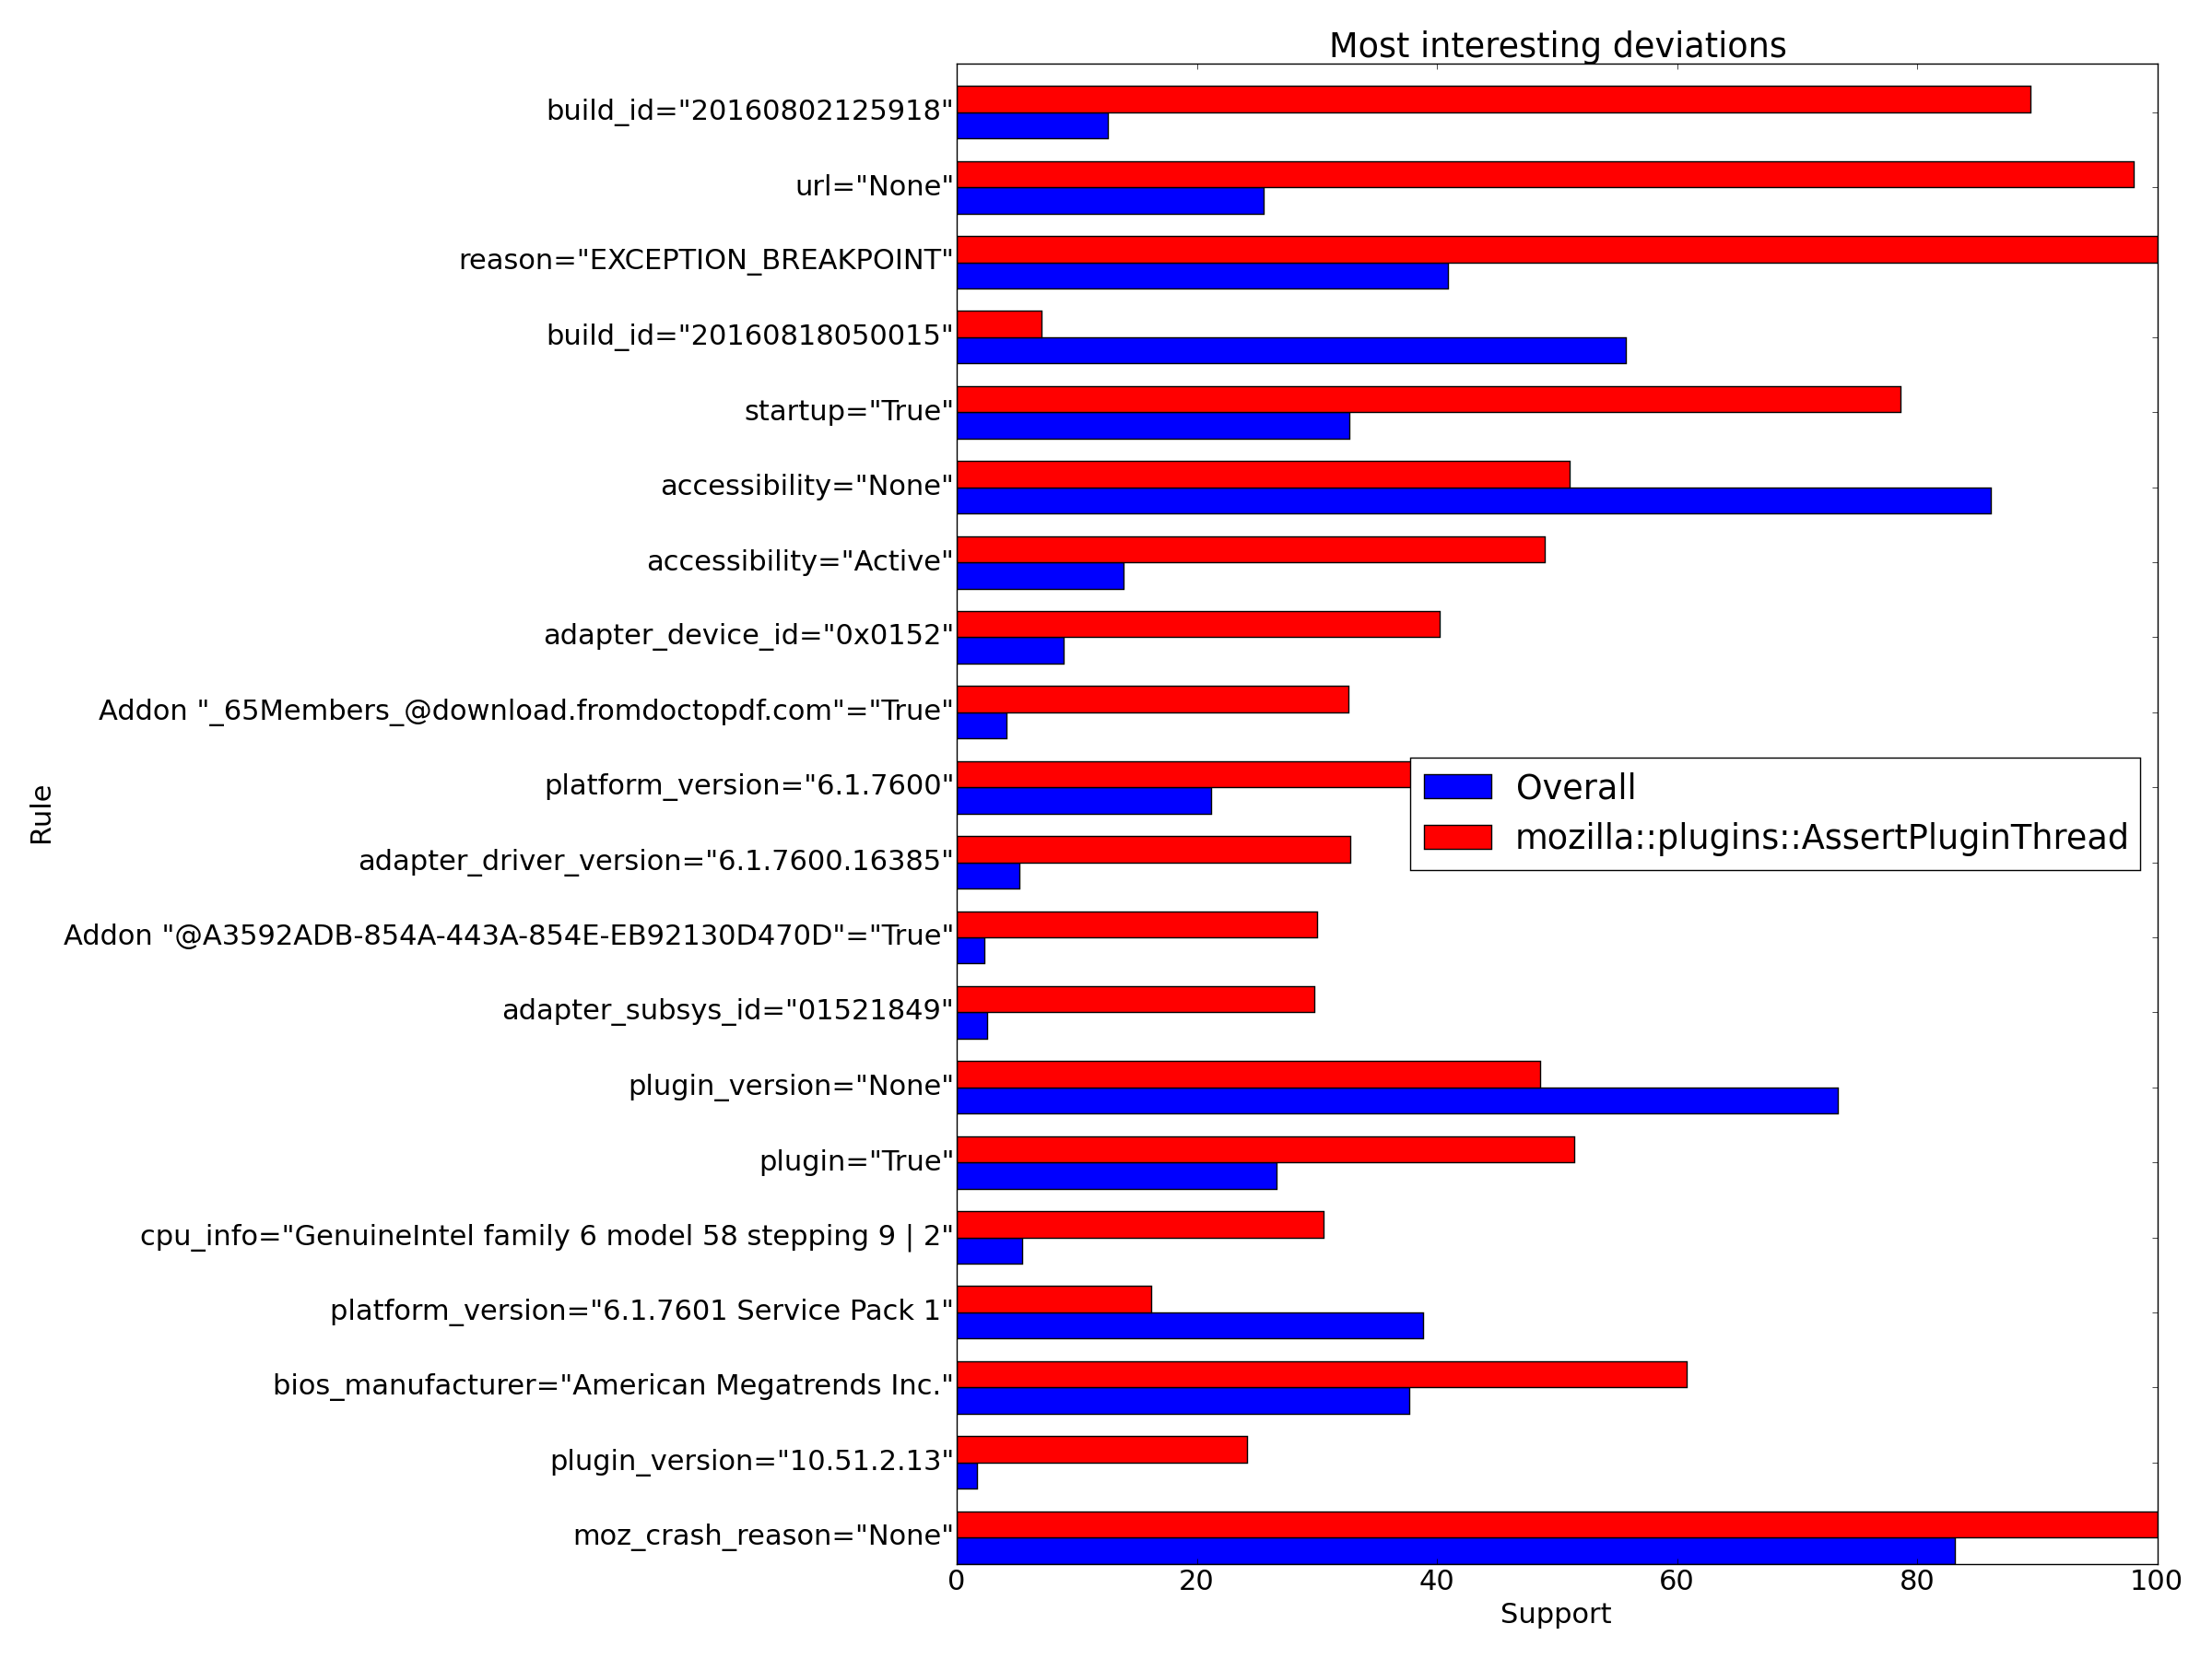 Most interesting deviations
build_id="20160802125918"
url="None"
reason="EXCEPTION_BREAKPOINT"
build_id="20160818050015"
startup="True"
accessibility="None"
accessibility="Active"
adapter_device_id="0x0152"
Addon "_65Members_@download.fromdoctopdf.com"="True"
platform_version="6.1.7600"
adapter_driver_version="6.1.7600.16385"
Addon "@A3592ADB-854A-443A-854E-EB92130D470D"="True"
adapter_subsys_id="01521849"
plugin_version="None"
plugin="True"
cpu_info="GenuineIntel family 6 model 58 stepping 9 | 2"
platform_version="6.1.7601 Service Pack 1"
bios_manufacturer="American Megatrends Inc."
plugin_version="10.51.2.13"
moz_crash_reason="None"
Rule
Overall
mozilla::plugins::AssertPluginThread
0 20 40 60 80 100
Support